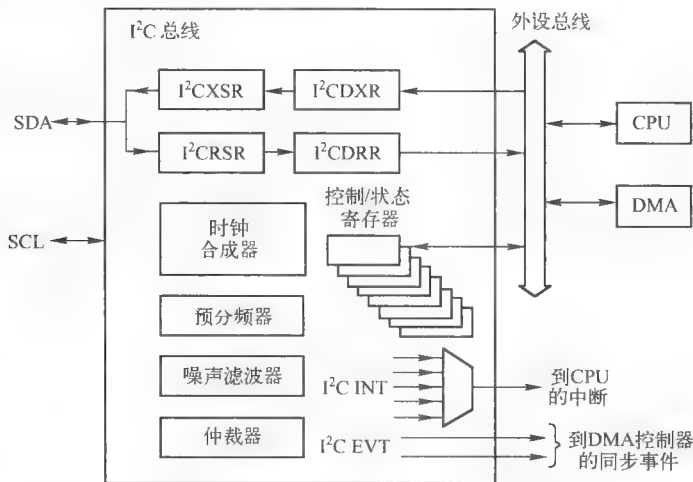 I²C 总线
外设总线
I²CXSR
I²CDXR
SDA
CPU
I²CRSR
I²CDRR
控制/状态
寄存器
DMA
时钟
合成器
SCL
预分频器
噪声滤波器
I²C INT
到CPU
的中断
仲裁器
I²C EVT
到DMA控制器
的同步事件